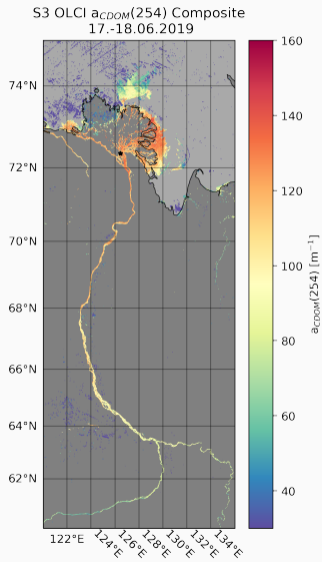 S3 OLCI a_CDOM(254) Composite
17.-18.06.2019
74°N
72°N
70°N
68°N
66°N
64°N
62°N
122°E
124°E
126°E
128°E
130°E
132°E
134°E
160
140
120
100
80
60
40
a_CDOM(254) [m⁻¹]